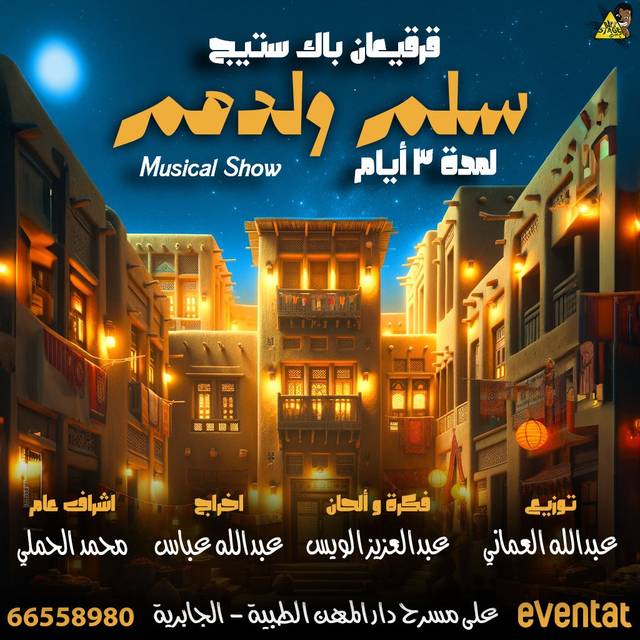 قرقيعان باك ستيج
سلم ولدهم
لمدة ٣ أيام
Musical Show
توزيع
عبدالله العماني
فكرة و ألحان
عبدالعزيز الويس
اخراج
عبدالله عباس
اشراف عام
محمد الحملي
eventat
على مسرح دار المهن الطبية - الجابرية
66558980